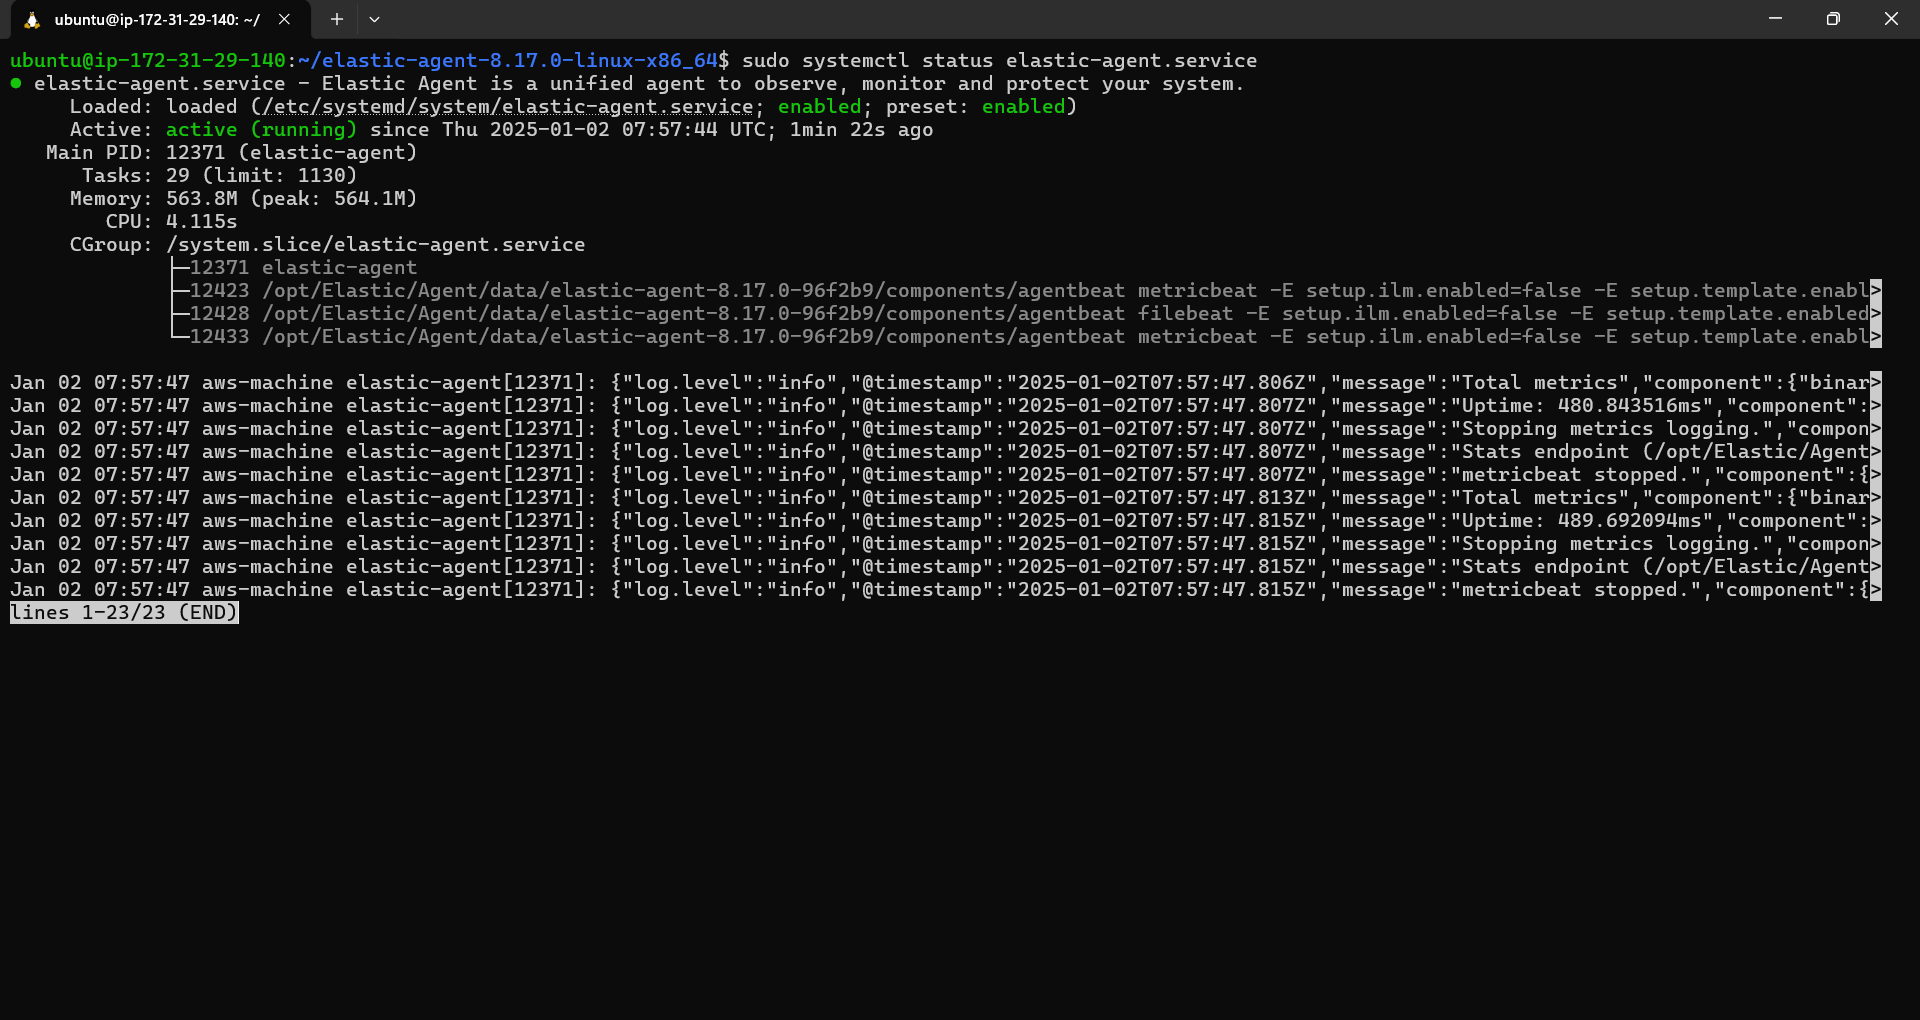 ubuntu@ip-172-31-29-140: ~/
ubuntu@ip-172-31-29-140:~/elastic-agent-8.17.0-linux-x86_64$ sudo systemctl status elastic-agent.service
● elastic-agent.service - Elastic Agent is a unified agent to observe, monitor and protect your system.
     Loaded: loaded (/etc/systemd/system/elastic-agent.service; enabled; preset: enabled)
     Active: active (running) since Thu 2025-01-02 07:57:44 UTC; 1min 22s ago
   Main PID: 12371 (elastic-agent)
      Tasks: 29 (limit: 1130)
     Memory: 563.8M (peak: 564.1M)
        CPU: 4.115s
     CGroup: /system.slice/elastic-agent.service
             ├─12371 elastic-agent
             ├─12423 /opt/Elastic/Agent/data/elastic-agent-8.17.0-96f2b9/components/agentbeat metricbeat -E setup.ilm.enabled=false -E setup.template.enabl>
             ├─12428 /opt/Elastic/Agent/data/elastic-agent-8.17.0-96f2b9/components/agentbeat filebeat -E setup.ilm.enabled=false -E setup.template.enabled>
             └─12433 /opt/Elastic/Agent/data/elastic-agent-8.17.0-96f2b9/components/agentbeat metricbeat -E setup.ilm.enabled=false -E setup.template.enabl>
Jan 02 07:57:47 aws-machine elastic-agent[12371]: {"log.level":"info","@timestamp":"2025-01-02T07:57:47.806Z","message":"Total metrics","component":{"binar>
Jan 02 07:57:47 aws-machine elastic-agent[12371]: {"log.level":"info","@timestamp":"2025-01-02T07:57:47.807Z","message":"Uptime: 480.843516ms","component":>
Jan 02 07:57:47 aws-machine elastic-agent[12371]: {"log.level":"info","@timestamp":"2025-01-02T07:57:47.807Z","message":"Stopping metrics logging.","compon>
Jan 02 07:57:47 aws-machine elastic-agent[12371]: {"log.level":"info","@timestamp":"2025-01-02T07:57:47.807Z","message":"Stats endpoint (/opt/Elastic/Agent>
Jan 02 07:57:47 aws-machine elastic-agent[12371]: {"log.level":"info","@timestamp":"2025-01-02T07:57:47.807Z","message":"metricbeat stopped.","component":{>
Jan 02 07:57:47 aws-machine elastic-agent[12371]: {"log.level":"info","@timestamp":"2025-01-02T07:57:47.813Z","message":"Total metrics","component":{"binar>
Jan 02 07:57:47 aws-machine elastic-agent[12371]: {"log.level":"info","@timestamp":"2025-01-02T07:57:47.815Z","message":"Uptime: 489.692094ms","component":>
Jan 02 07:57:47 aws-machine elastic-agent[12371]: {"log.level":"info","@timestamp":"2025-01-02T07:57:47.815Z","message":"Stopping metrics logging.","compon>
Jan 02 07:57:47 aws-machine elastic-agent[12371]: {"log.level":"info","@timestamp":"2025-01-02T07:57:47.815Z","message":"Stats endpoint (/opt/Elastic/Agent>
Jan 02 07:57:47 aws-machine elastic-agent[12371]: {"log.level":"info","@timestamp":"2025-01-02T07:57:47.815Z","message":"metricbeat stopped.","component":{>
lines 1-23/23 (END)